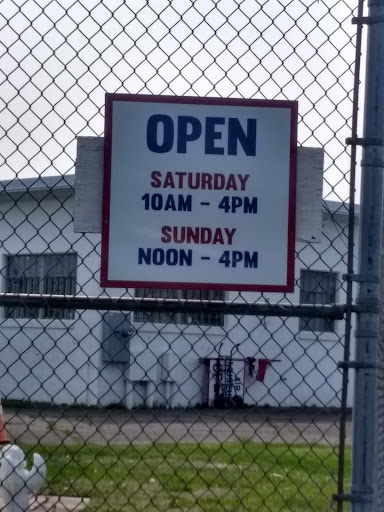 OPEN
SATURDAY
10AM - 4PM
SUNDAY
NOON - 4PM